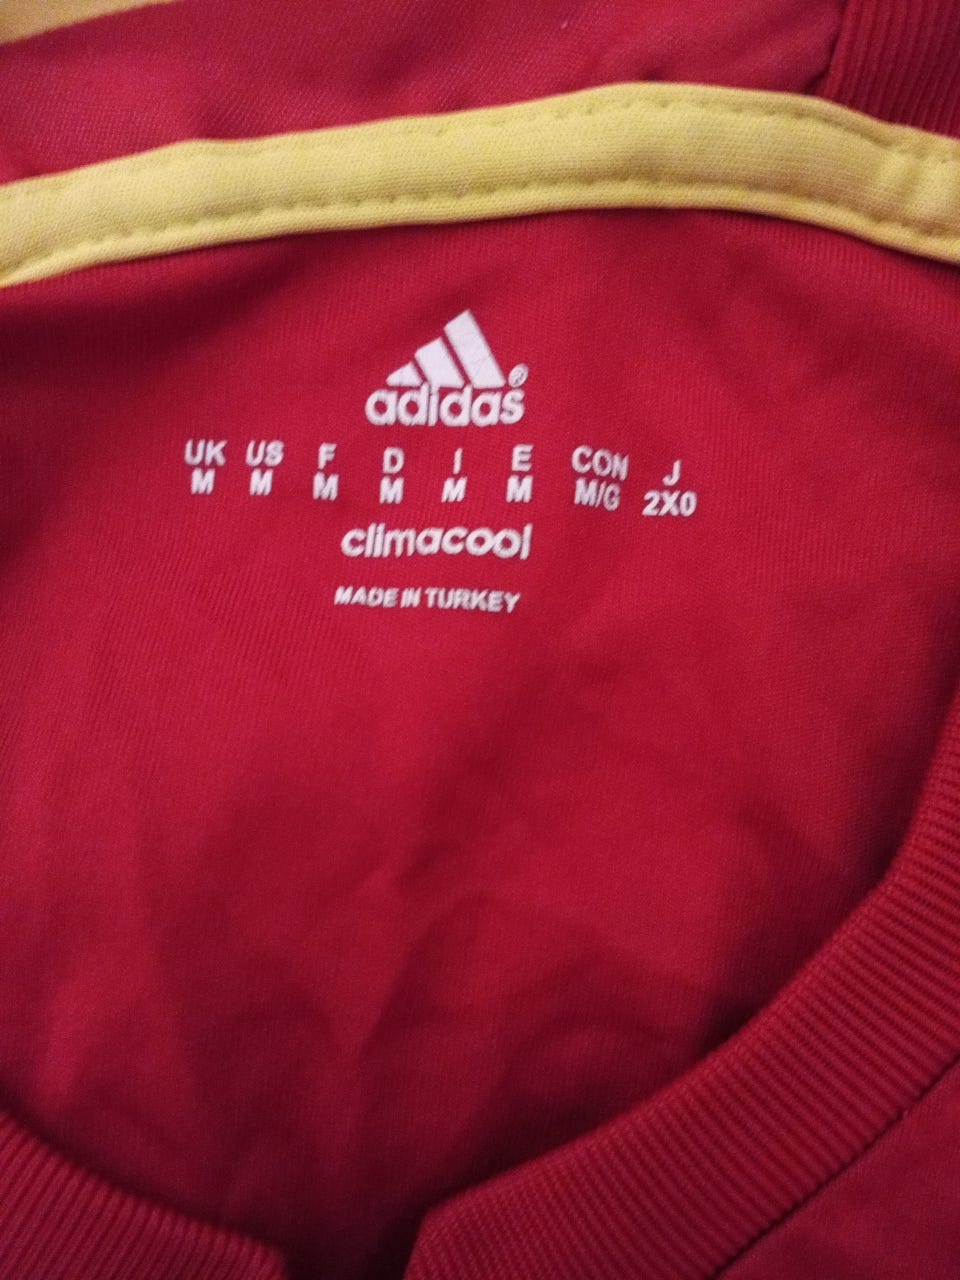 adidas®
UK US F D I E CON J
M M M M M M M/G 2XO
climacool
MADE IN TURKEY